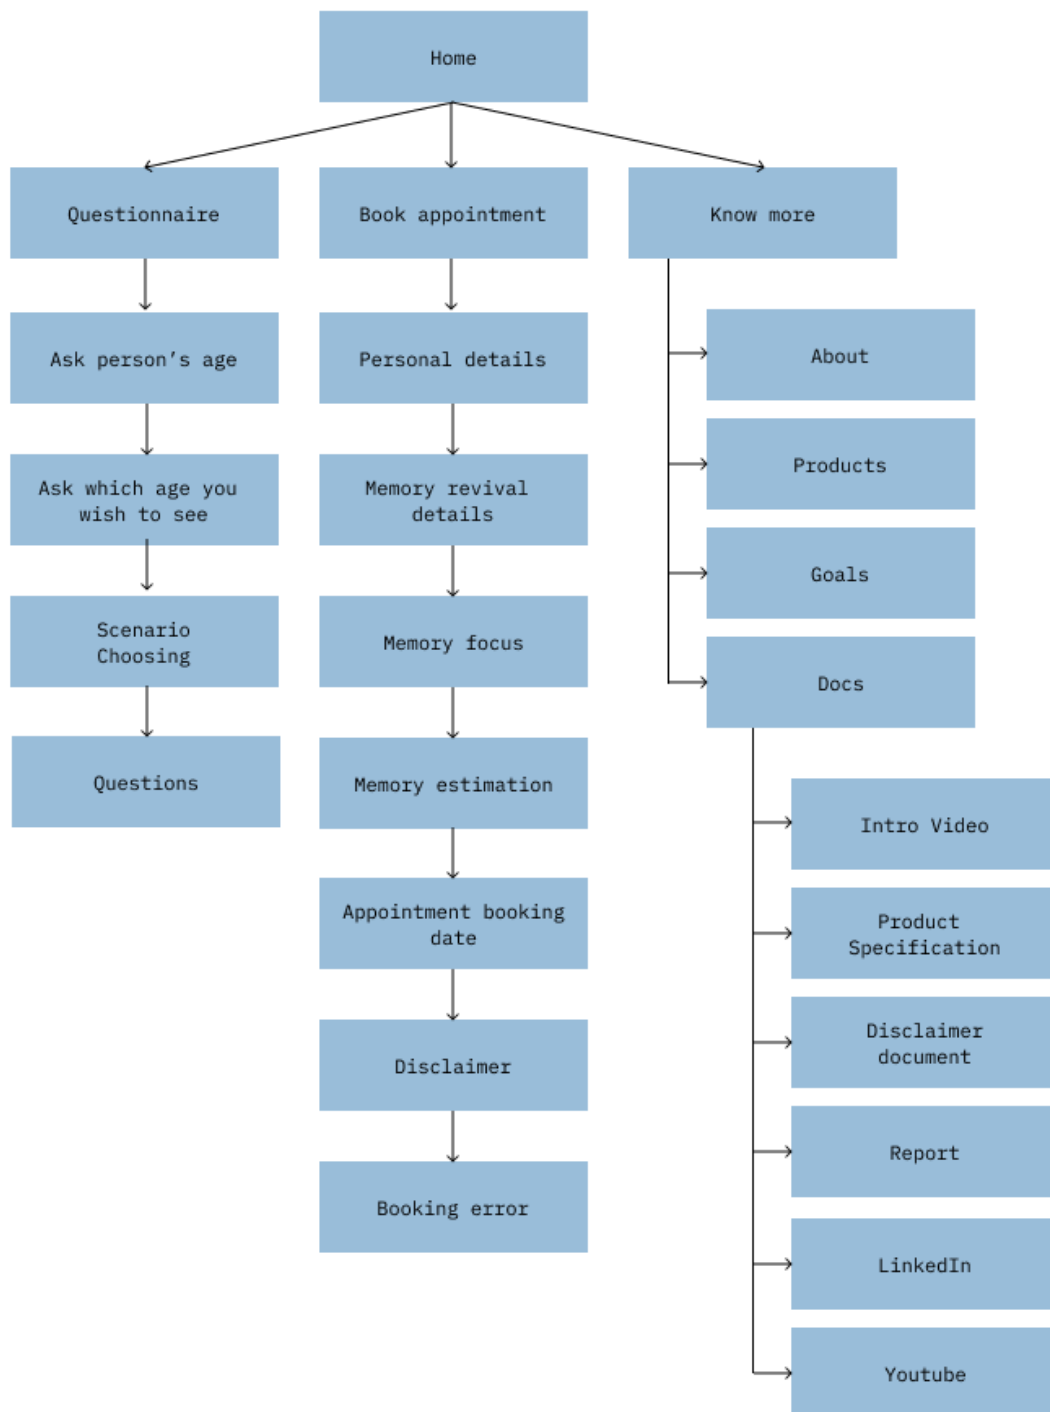 Home
Questionnaire
Book appointment
Know more
Ask person’s age
Ask which age you
wish to see
Scenario
Choosing
Questions
Personal details
Memory revival
details
Memory focus
Memory estimation
Appointment booking
date
Disclaimer
Booking error
About
Products
Goals
Docs
Intro Video
Product
Specification
Disclaimer
document
Report
LinkedIn
Youtube